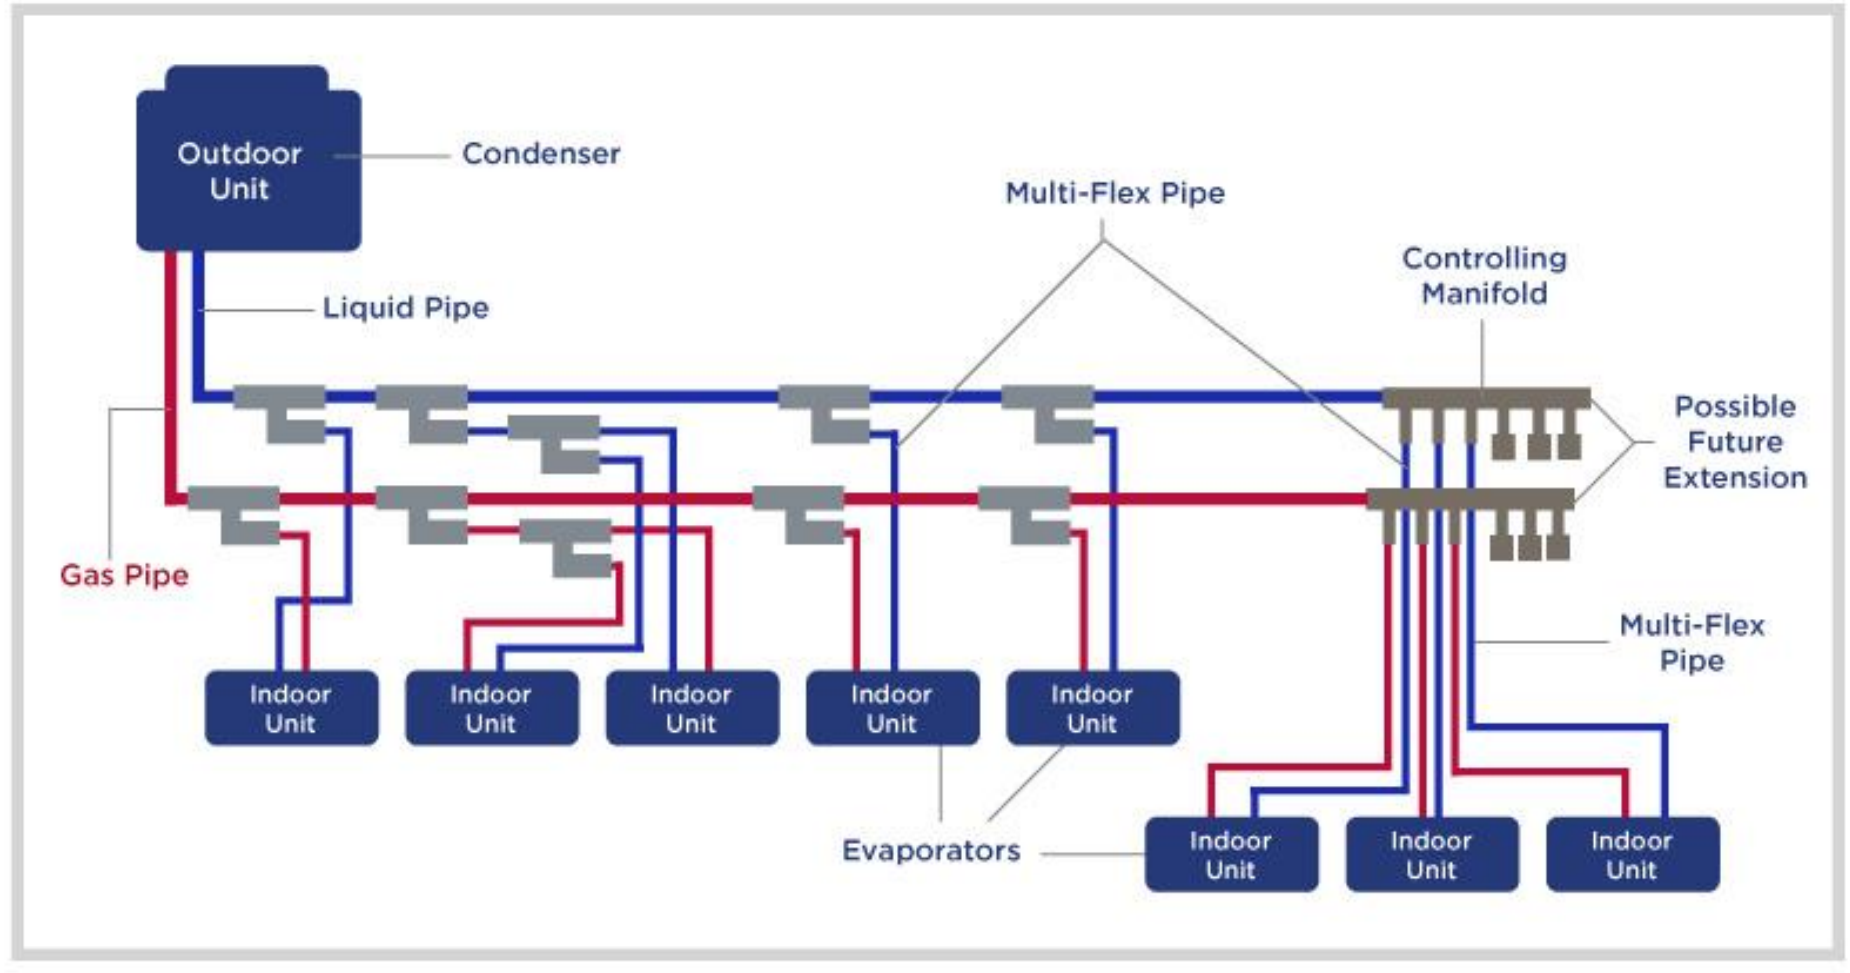 Outdoor
Unit
Condenser
Multi-Flex Pipe
Controlling
Manifold
Liquid Pipe
Possible
Future
Extension
Gas Pipe
Multi-Flex
Pipe
Indoor
Unit
Indoor
Unit
Indoor
Unit
Indoor
Unit
Indoor
Unit
Evaporators
Indoor
Unit
Indoor
Unit
Indoor
Unit